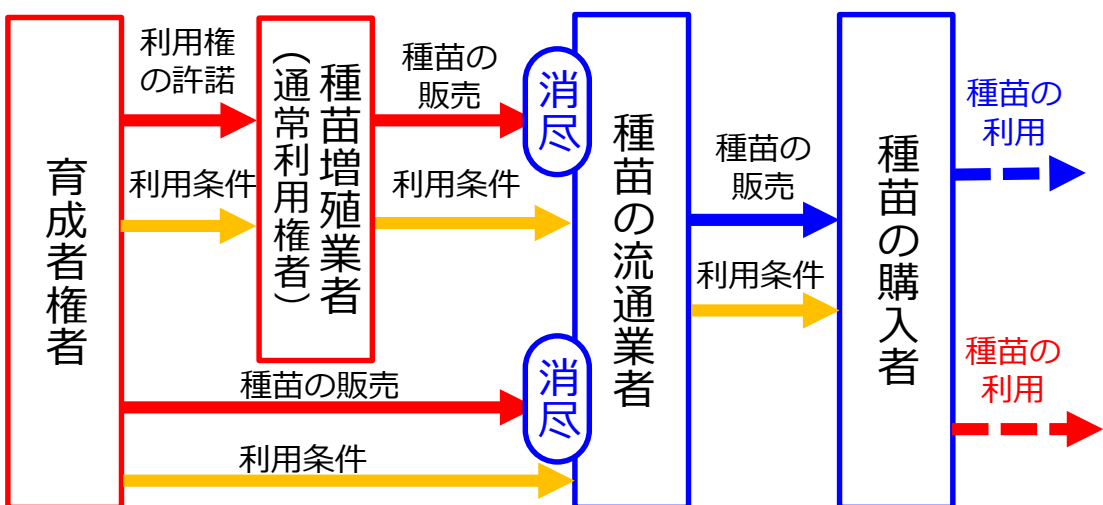 育成者権者
利用権
の許諾
利用条件
種苗増殖業者
（通常利用権者）
種苗の
販売
利用条件
消尽
種苗の販売
消尽
利用条件
種苗の流通業者
種苗の
販売
利用条件
種苗の購入者
種苗の
利用
種苗の
利用